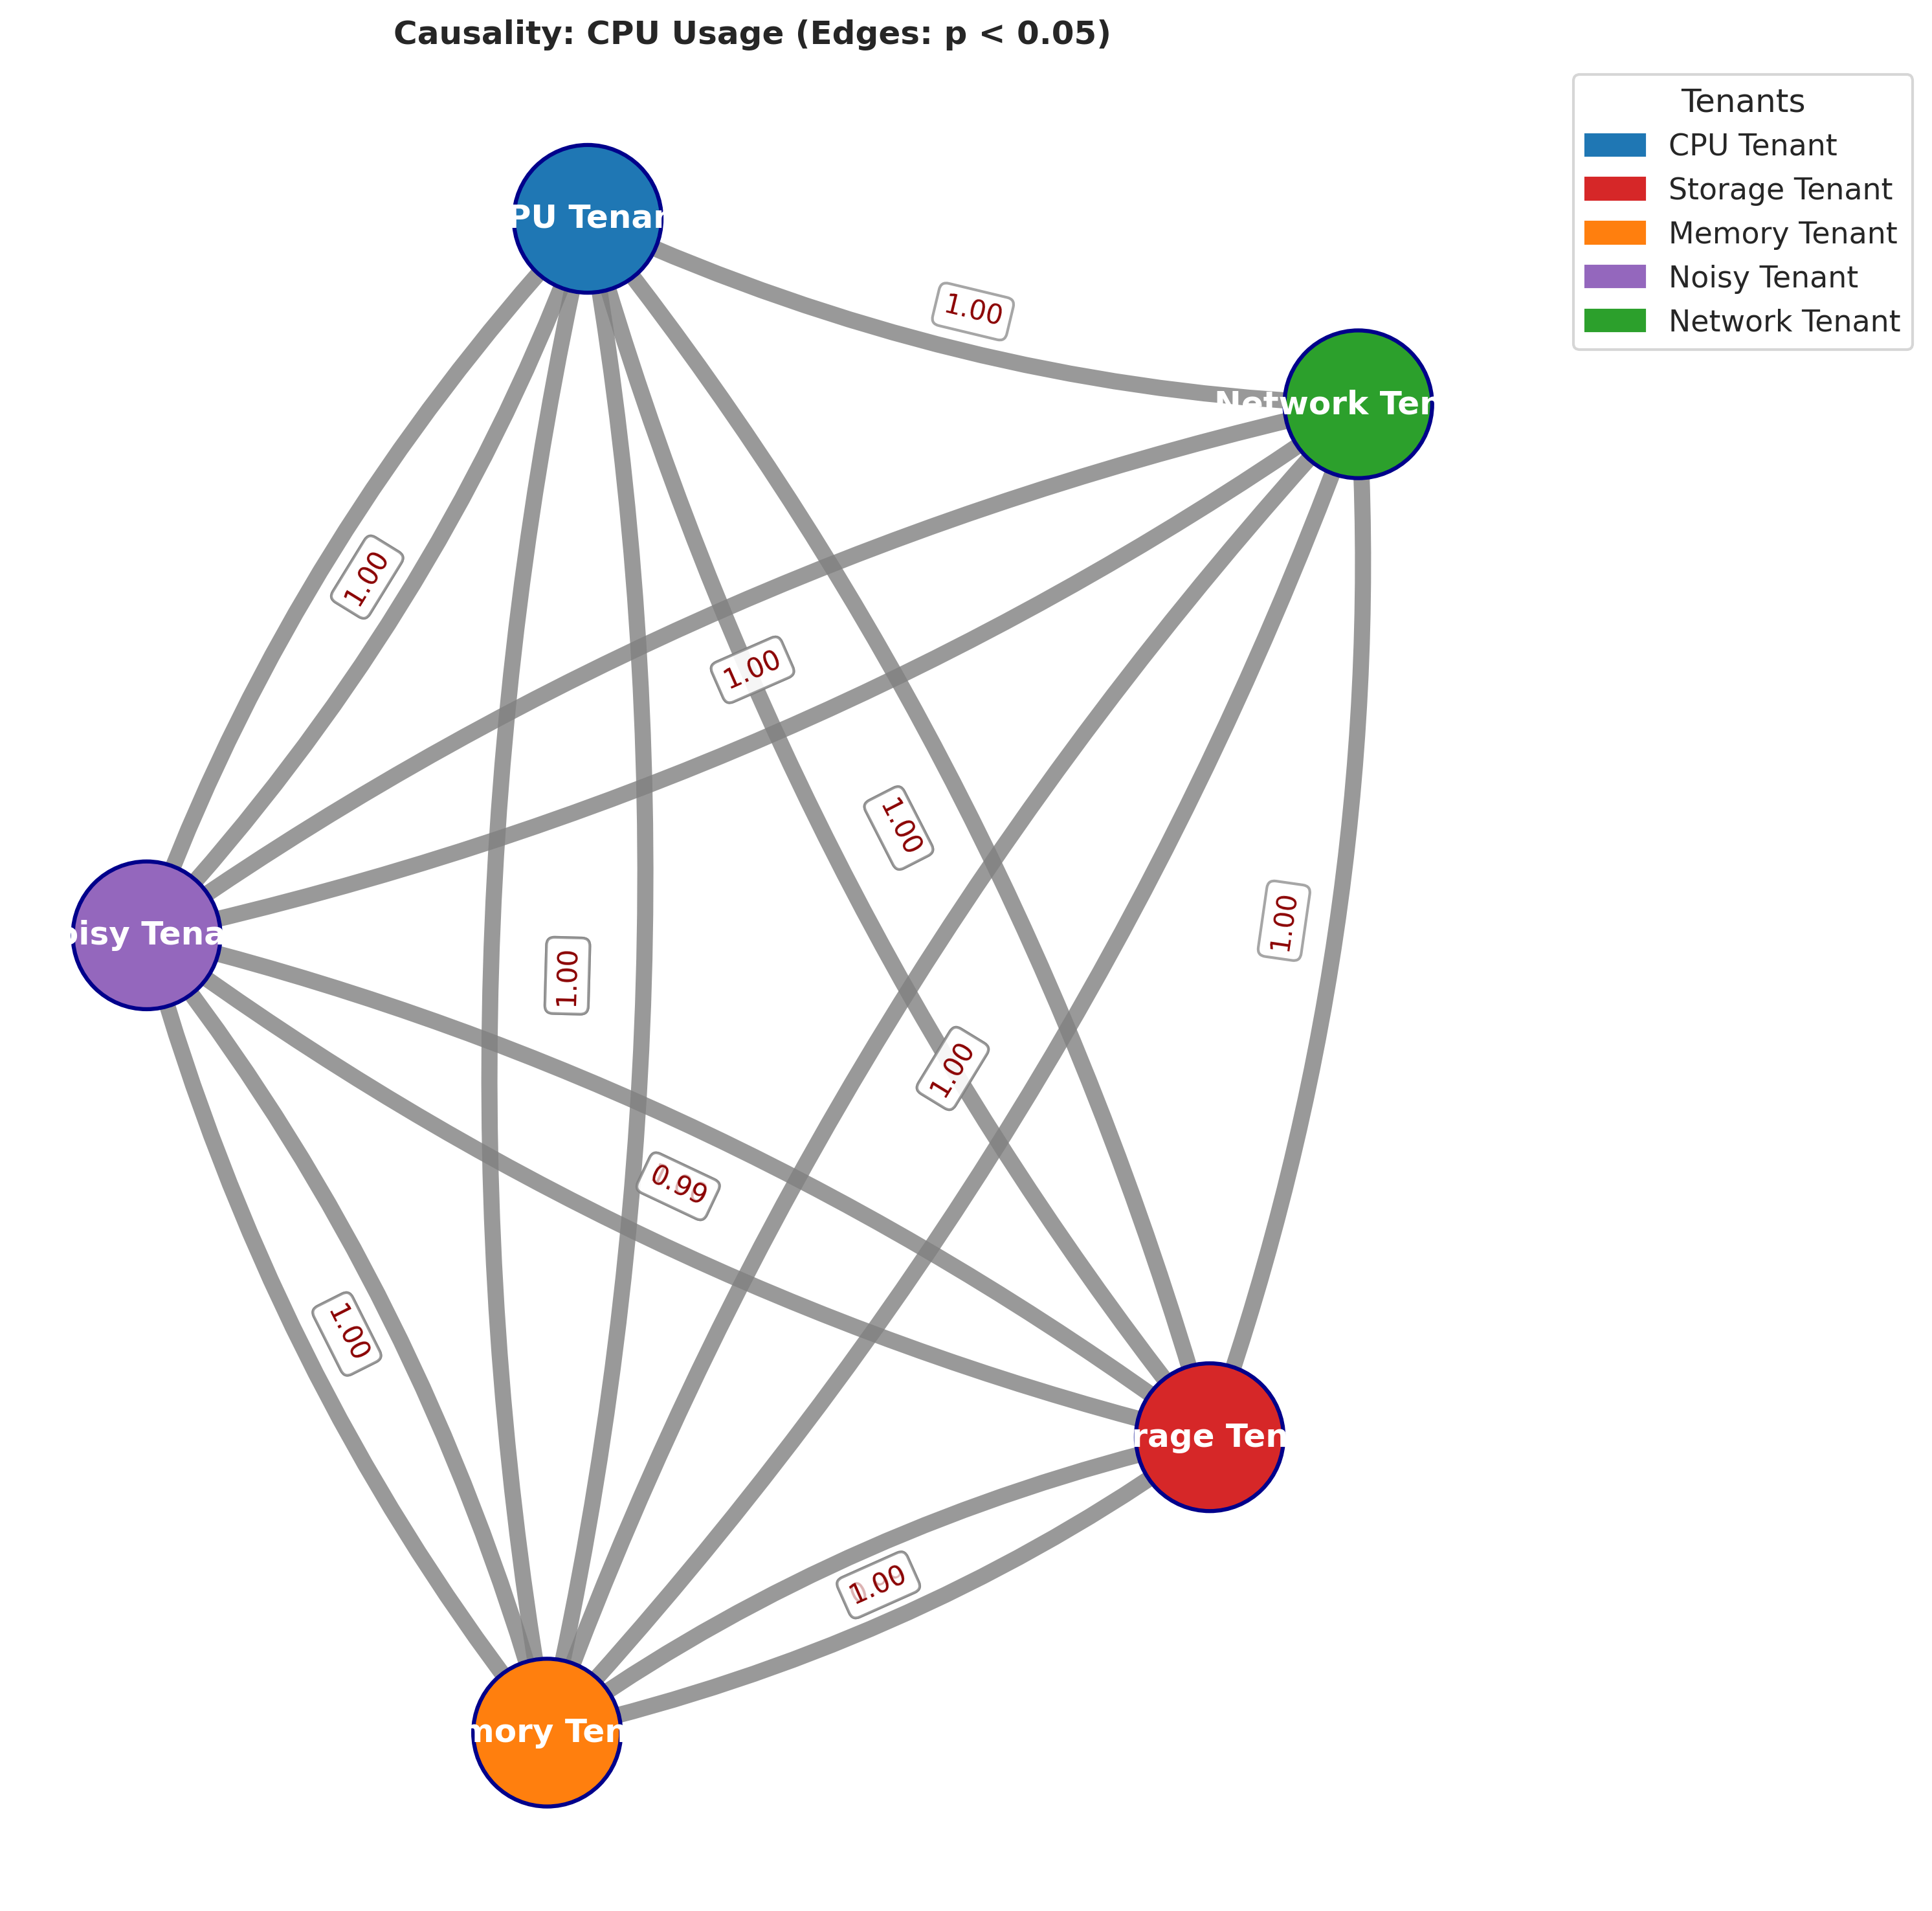 Causality: CPU Usage (Edges: p < 0.05)
Tenants
CPU Tenant
Storage Tenant
Memory Tenant
Noisy Tenant
Network Tenant
PU Tenar
1.00
Network Ten
1.00
1.00
1.00
1.00
oisy Tena
1.00
1.00
0.99
1.00
rage Ten
1.00
mory Ten